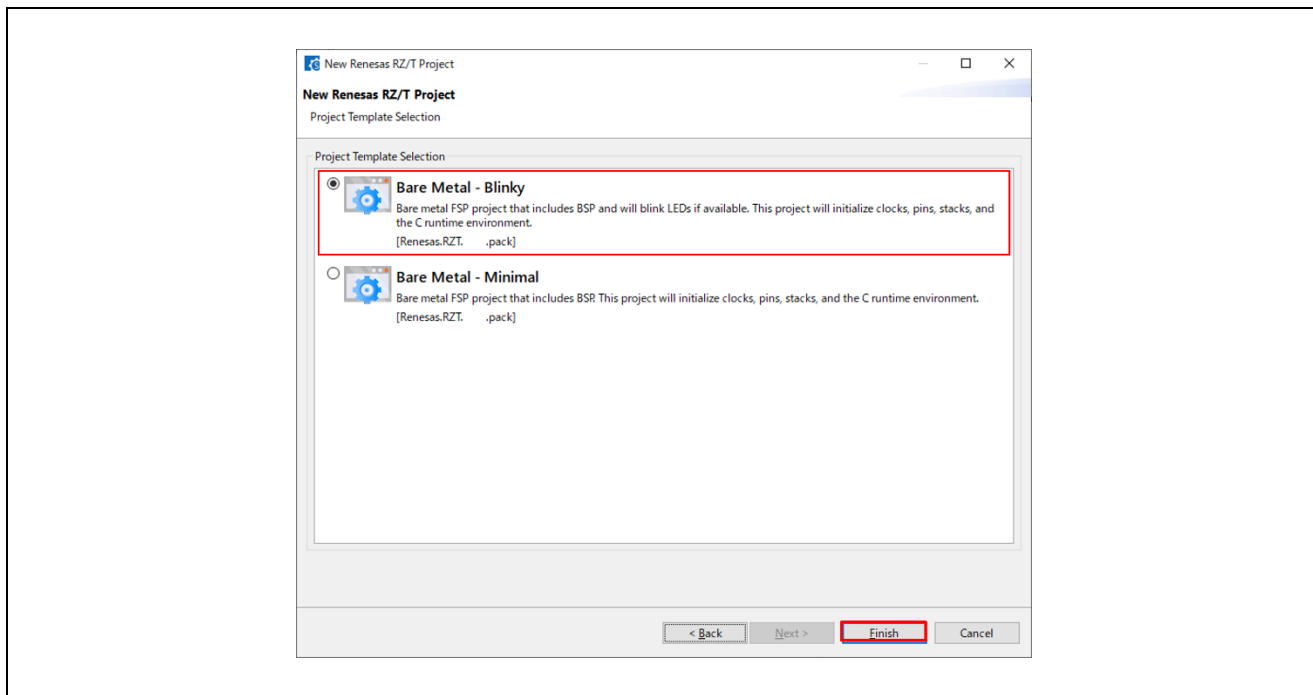 New Renesas RZ/T Project
New Renesas RZ/T Project
Project Template Selection
Project Template Selection
Bare Metal - Blinky
Bare metal FSP project that includes BSP and will blink LEDs if available. This project will initialize clocks, pins, stacks, and
the C runtime environment.
[Renesas.RZT. .pack]
Bare Metal - Minimal
Bare metal FSP project that includes BSP. This project will initialize clocks, pins, stacks, and the C runtime environment.
[Renesas.RZT. .pack]
< Back Next > Finish Cancel